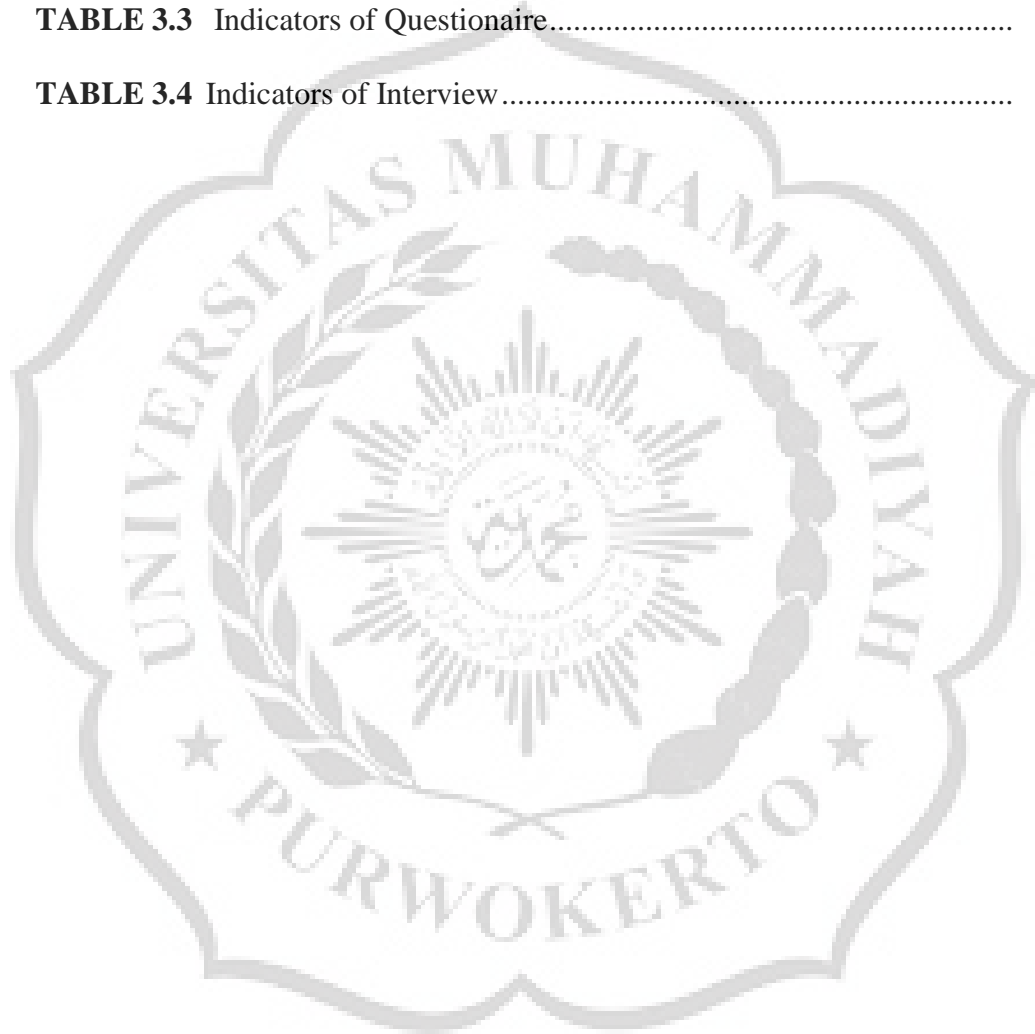 TABLE 3.3 Indicators of Questionaire.......................................................
TABLE 3.4 Indicators of Interview.............................................................
UNIVERSITAS MUHAMMADIYAH
PURWOKERTO